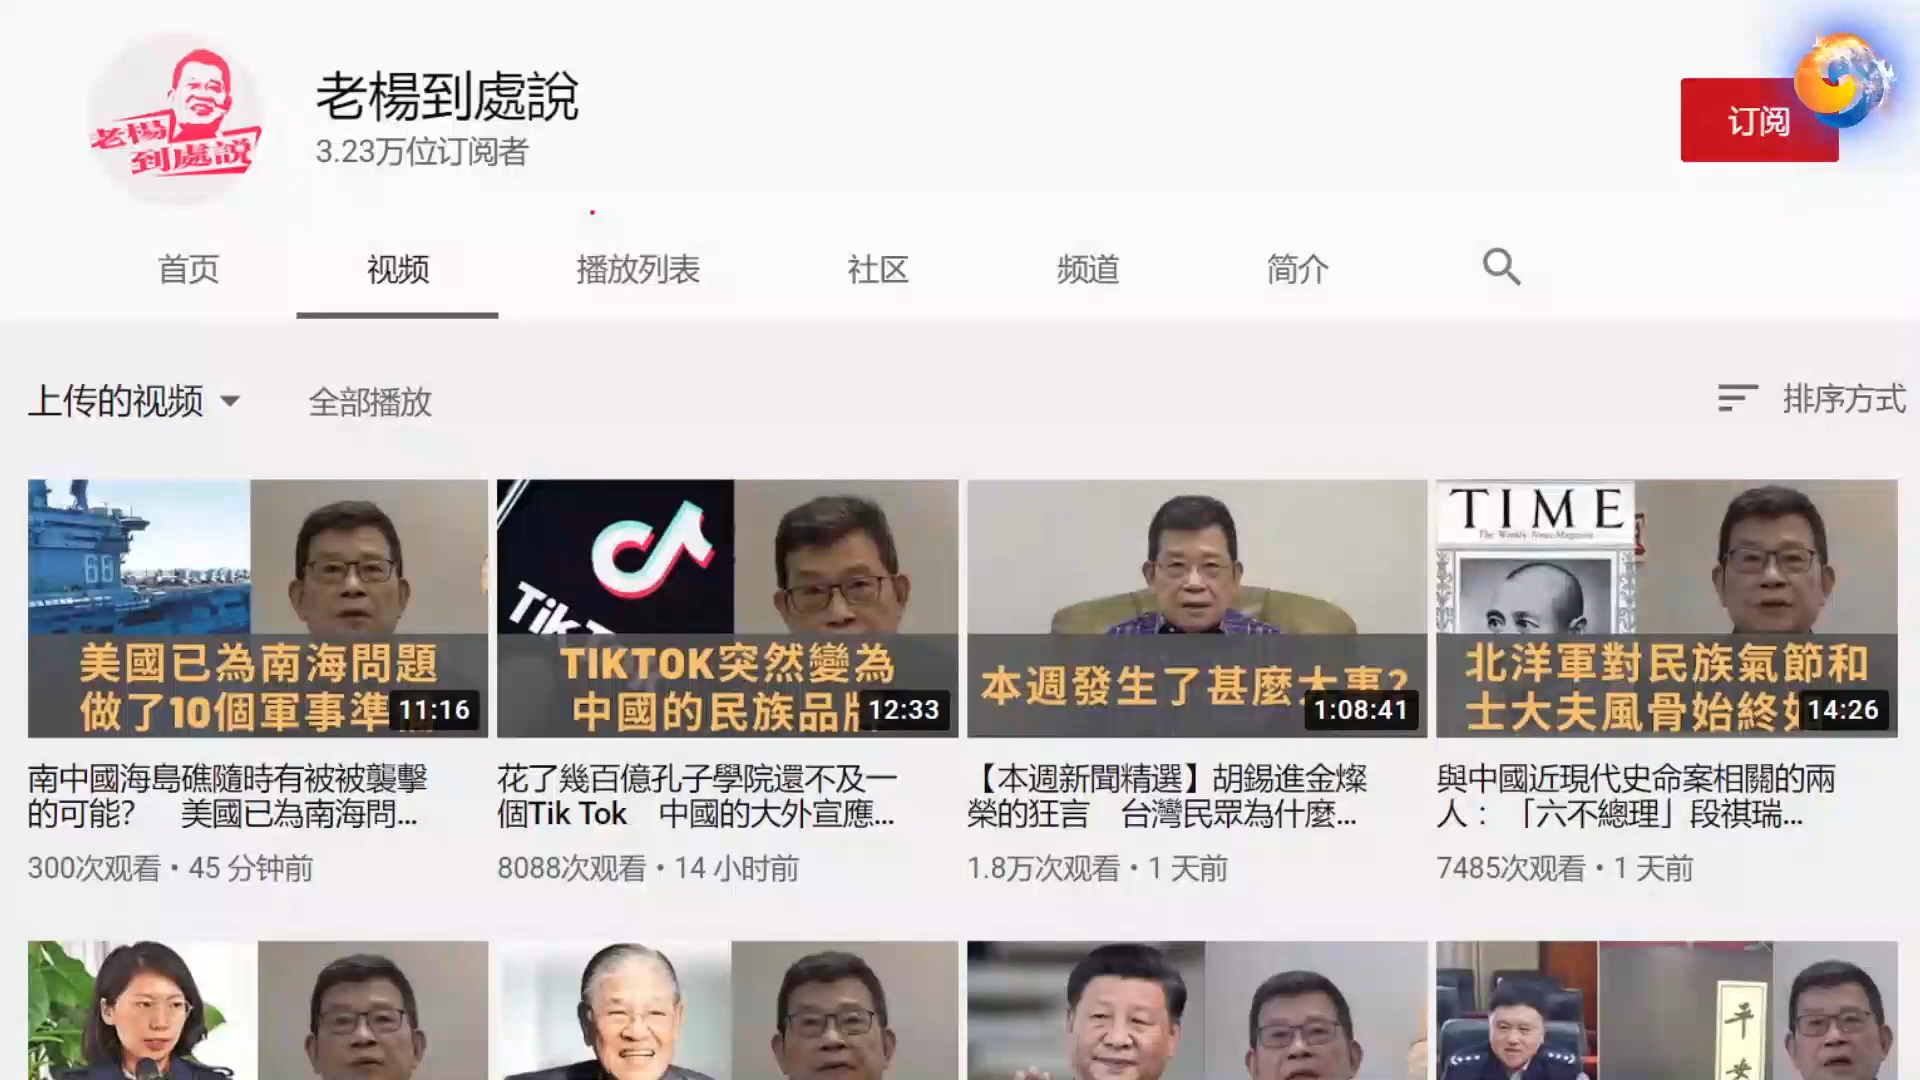 老楊到處說
3.23万位订阅者
老楊
到處說
订阅
首页
视频
播放列表
社区
频道
简介
上传的视频
全部播放
排序方式
68
美國已為南海問題
做了10個軍事準
11:16
TikT
TIKTOK突然變為
中國的民族品牌
12:33
本週發生了甚麼大事?
1:08:41
TIME
The Weekly News-Magazine
北洋軍對民族氣節和
士大夫風骨始終
14:26
南中國海島礁隨時有被被襲擊
的可能? 美國已為南海問...
300次观看 • 45 分钟前
花了幾百億孔子學院還不及一
個Tik Tok 中國的大外宣應...
8088次观看 • 14 小时前
【本週新聞精選】胡錫進金燦
榮的狂言 台灣民眾為什麼...
1.8万次观看 • 1 天前
與中國近現代史命案相關的兩
人：「六不總理」段祺瑞...
7485次观看 • 1 天前
平